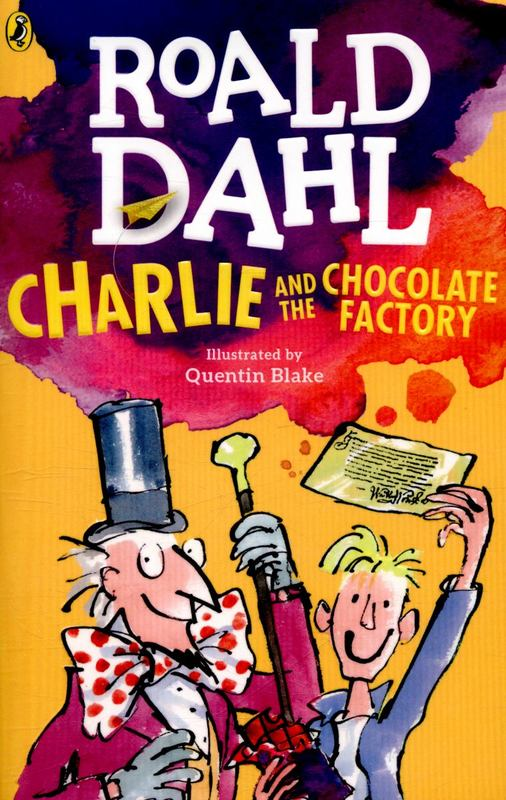 ROALD
DAHL
CHARLIE AND THE CHOCOLATE FACTORY
Illustrated by
Quentin Blake